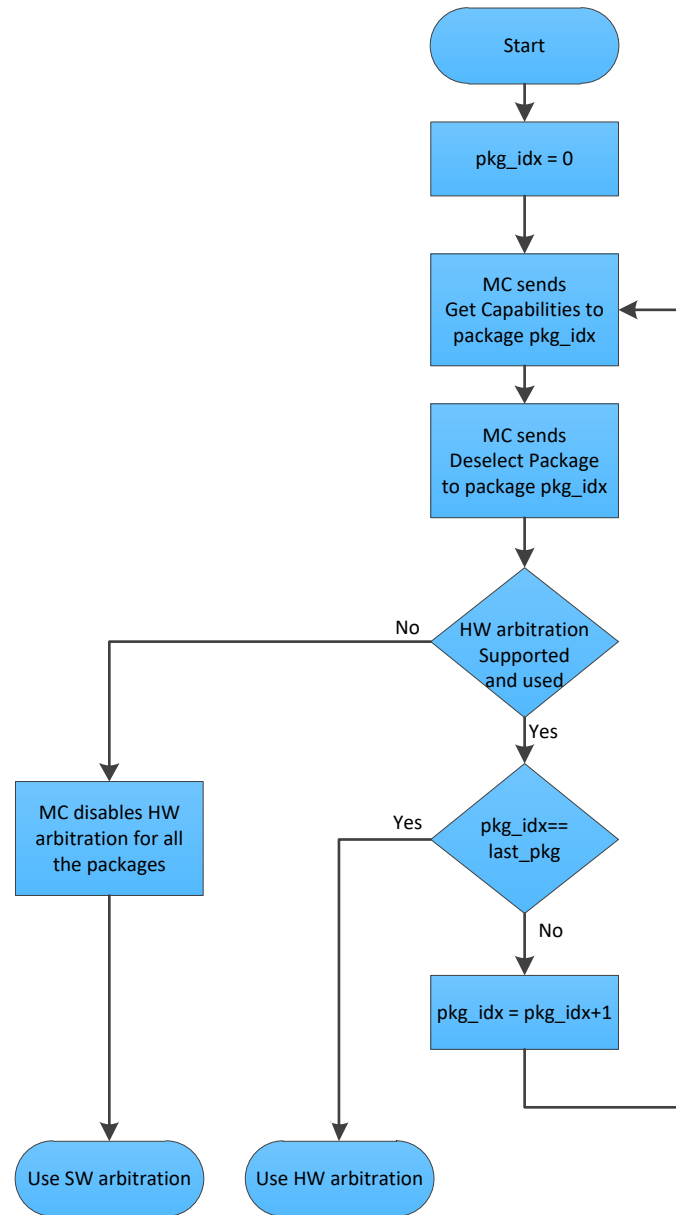 Start
pkg_idx = 0
MC sends
Get Capabilities to
package pkg_idx
MC sends
Deselect Package
to package pkg_idx
No
HW arbitration
Supported
and used
Yes
MC disables HW
arbitration for all
the packages
Yes
pkg_idx==
last_pkg
No
pkg_idx = pkg_idx+1
Use SW arbitration
Use HW arbitration